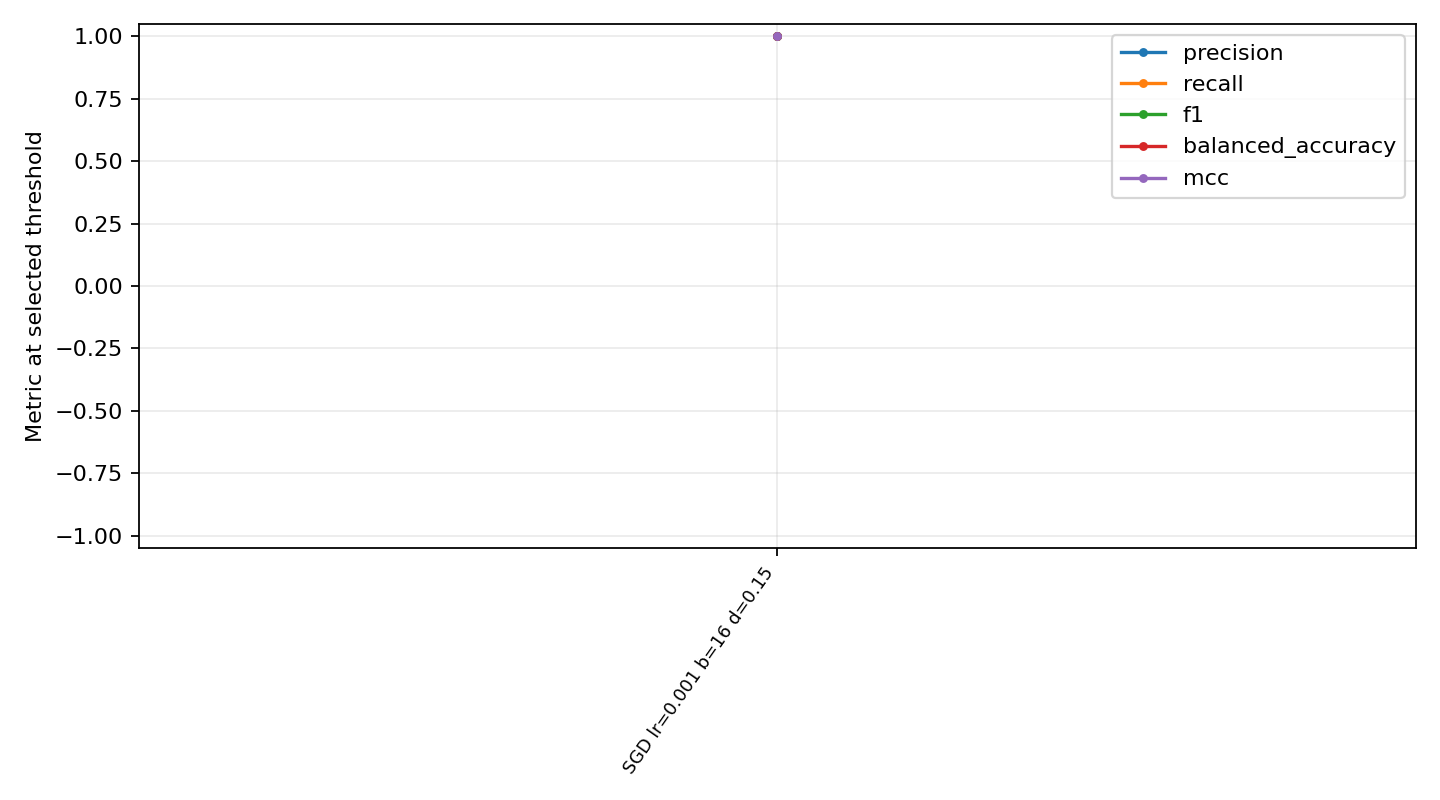 Metric at selected threshold
1.00
0.75
0.50
0.25
0.00
−0.25
−0.50
−0.75
−1.00
precision
recall
f1
balanced_accuracy
mcc
SGD lr=0.001 b=16 d=0.15